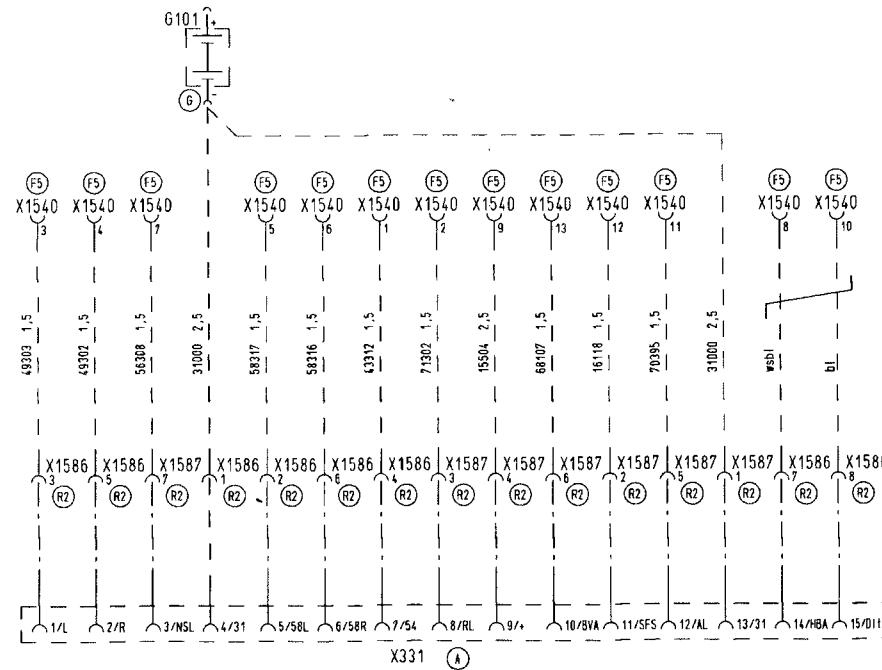 G101 +
-
G
F5 F5 F5 F5 F5 F5 F5 F5 F5 F5 F5 F5 F5
X1540 X1540 X1540 X1540 X1540 X1540 X1540 X1540 X1540 X1540 X1540 X1540 X1540
3 4 7 5 6 1 2 9 13 12 11 8 10
49303 1,5
49302 1,5
56308 1,5
31000 2,5
58317 1,5
58316 1,5
43312 1,5
71302 1,5
15504 2,5
68107 1,5
16118 1,5
70395 1,5
31000 2,5
wsbl
bl
X1586 X1586 X1587 X1586 X1586 X1586 X1586 X1587 X1587 X1587 X1587 X1587 X1587 X1586
3 5 7 1 2 6 4 3 4 6 2 5 1 7 8
R2 R2 R2 R2 R2 R2 R2 R2 R2 R2 R2 R2 R2 R2 R2
1/L 2/R 3/NSL 4/31 5/58L 6/58R 7/54 8/RL 9/+ 10/BVA 11/SFS 12/AL 13/31 14/HBA
X331 A